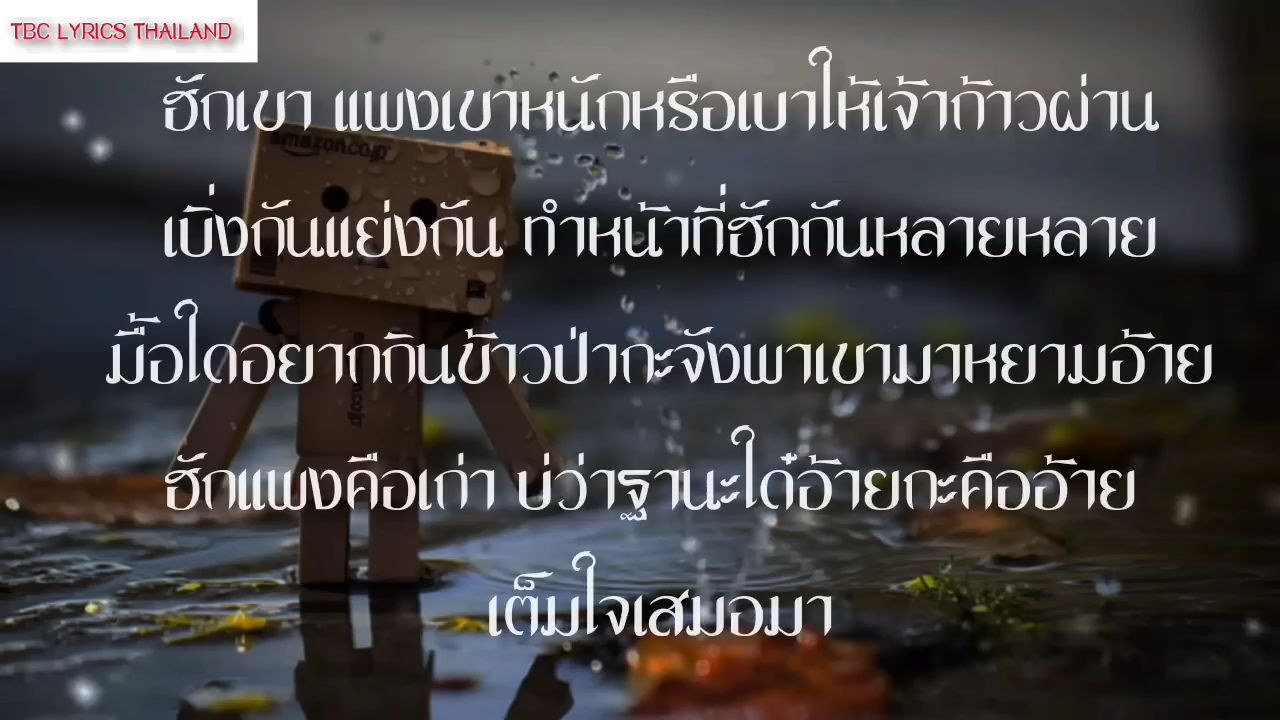 TBC LYRICS THAILAND
ฮักเขา แพงเขาหนักหรือเบาให้เจ้าก้าวผ่าน
amazon.co.jp
เบิ่งกันแย่งกัน ทำหน้าที่ฮักกันหลายหลาย
มื้อใดอยากกินข้าวป่ากะจังพาเขามาหยามอ้าย
ฮักแพงคือเก่า บ่ว่าฐานะใด๋อ้ายกะคืออ้าย
เต็มใจเสมอมา